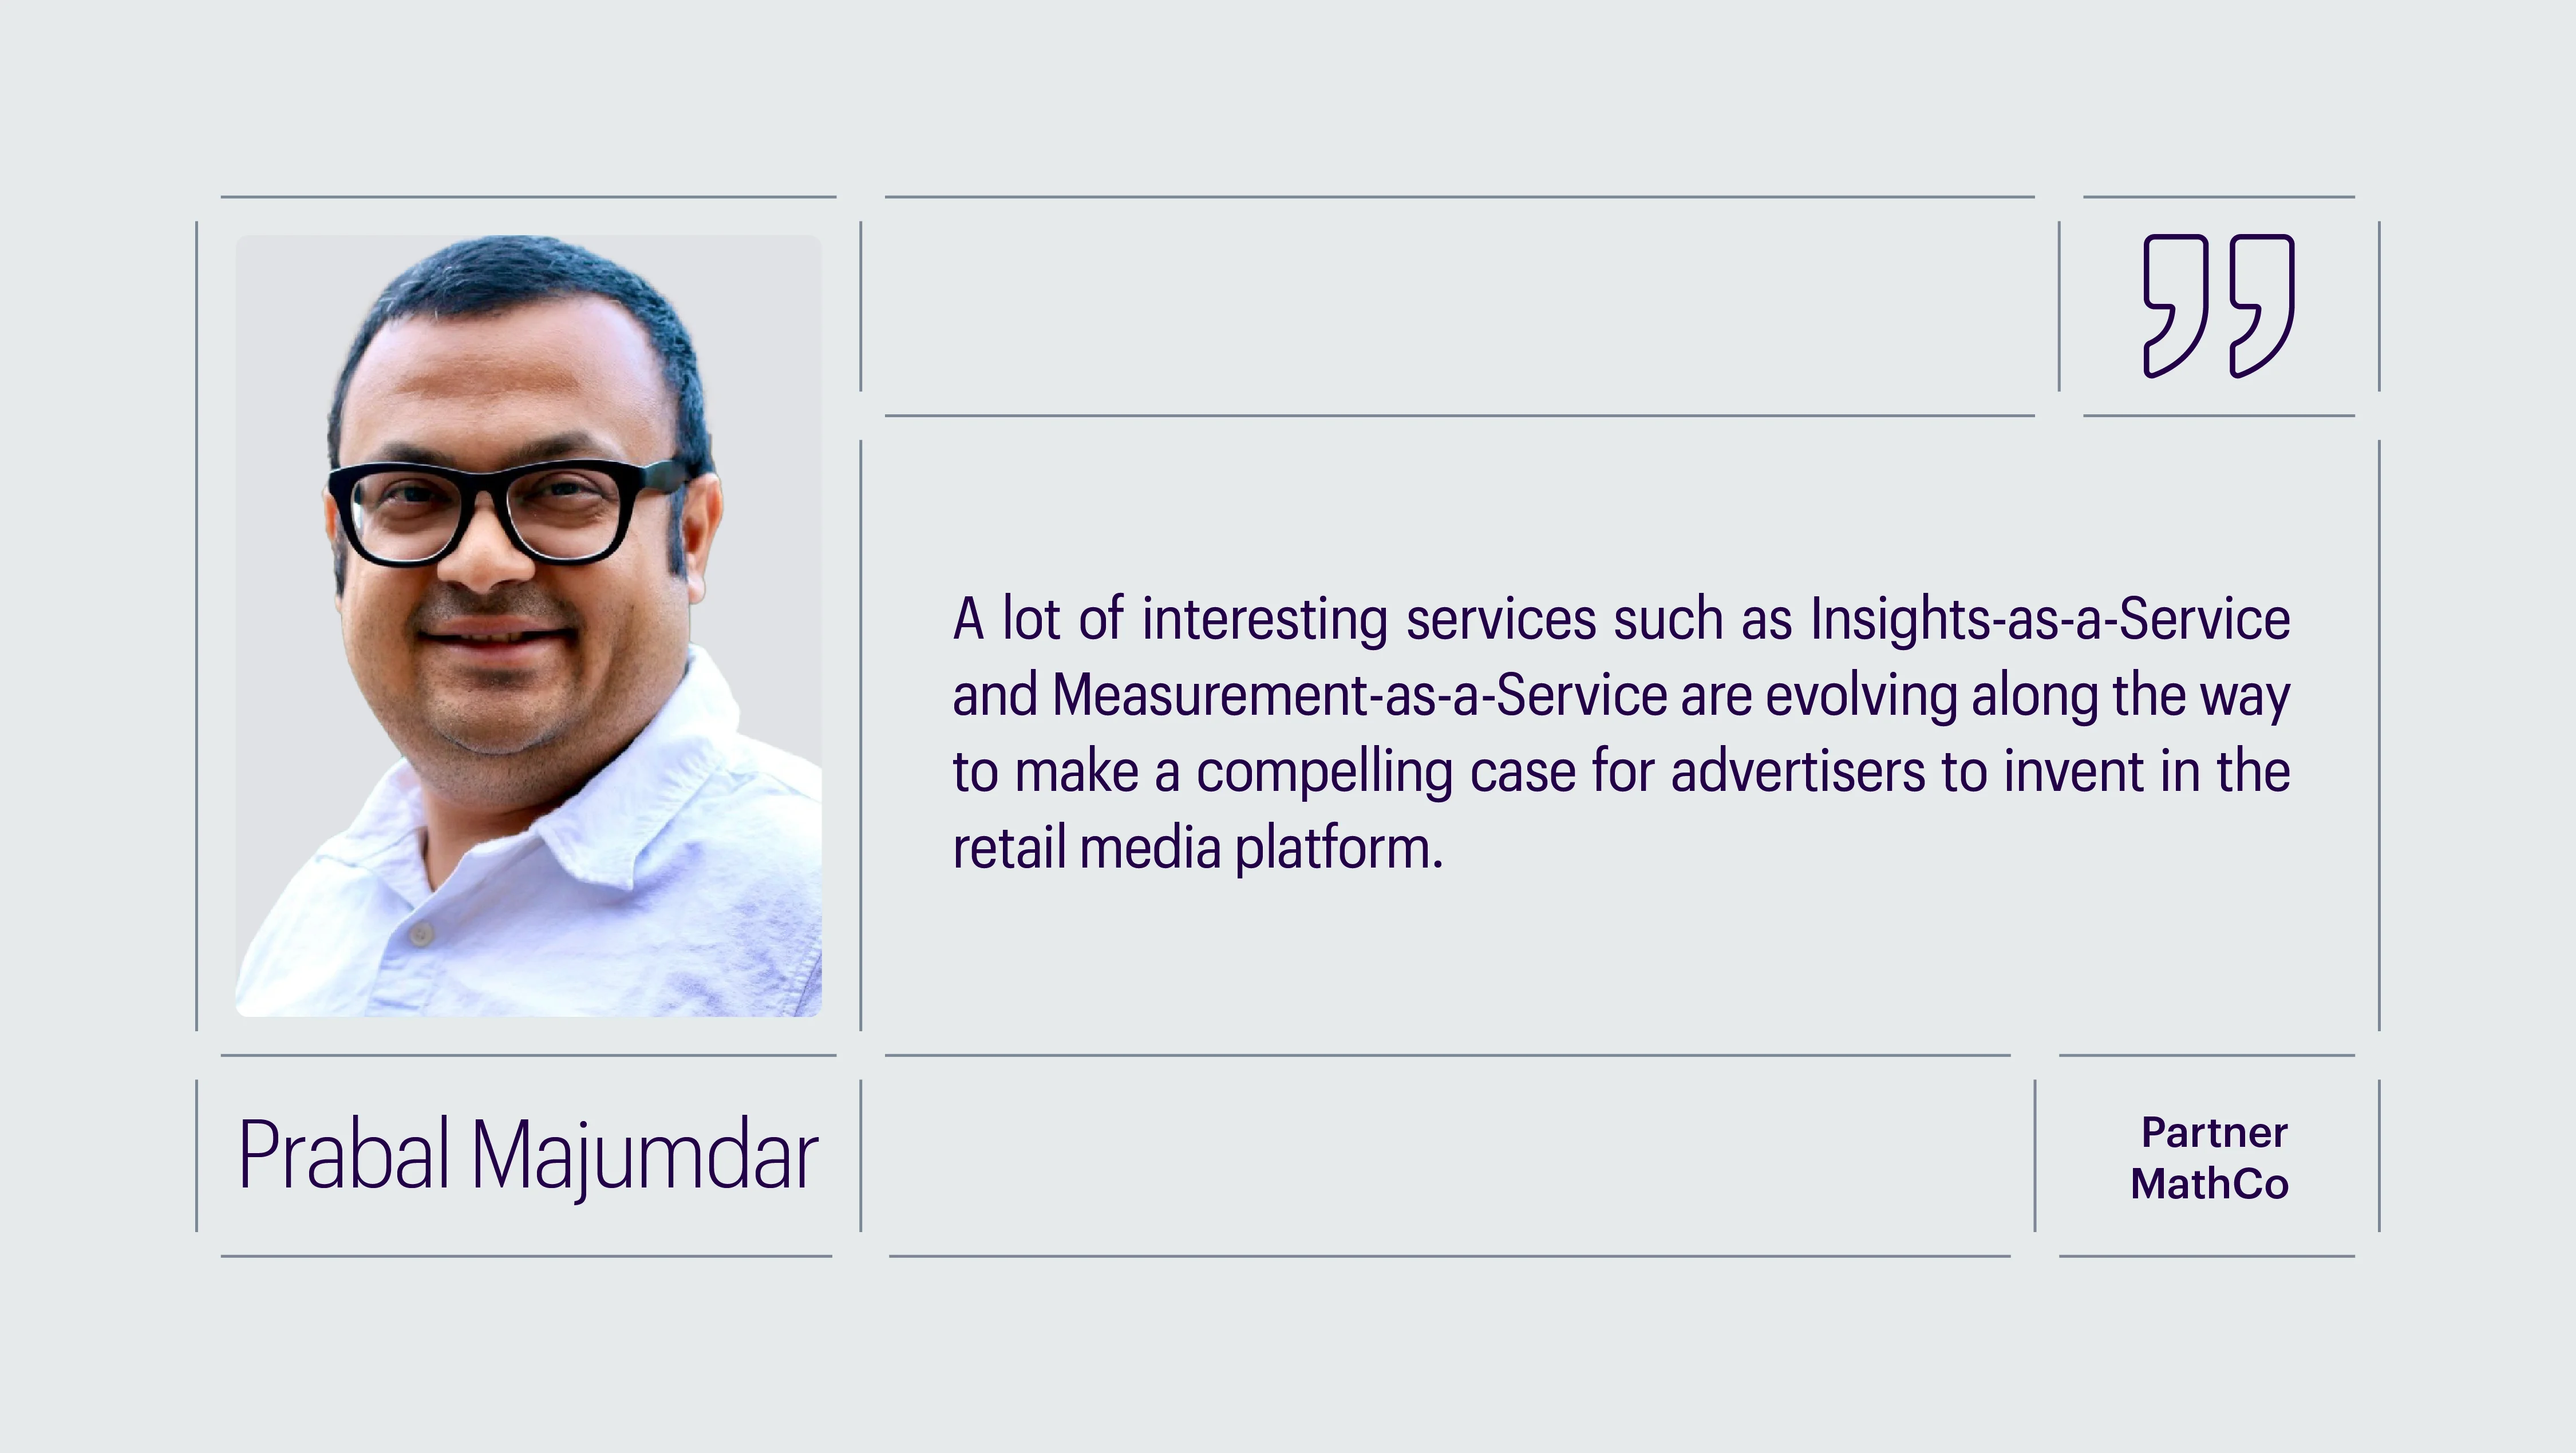 A lot of interesting services such as Insights-as-a-Service
and Measurement-as-a-Service are evolving along the way
to make a compelling case for advertisers to invent in the
retail media platform.
Prabal Majumdar
Partner
MathCo